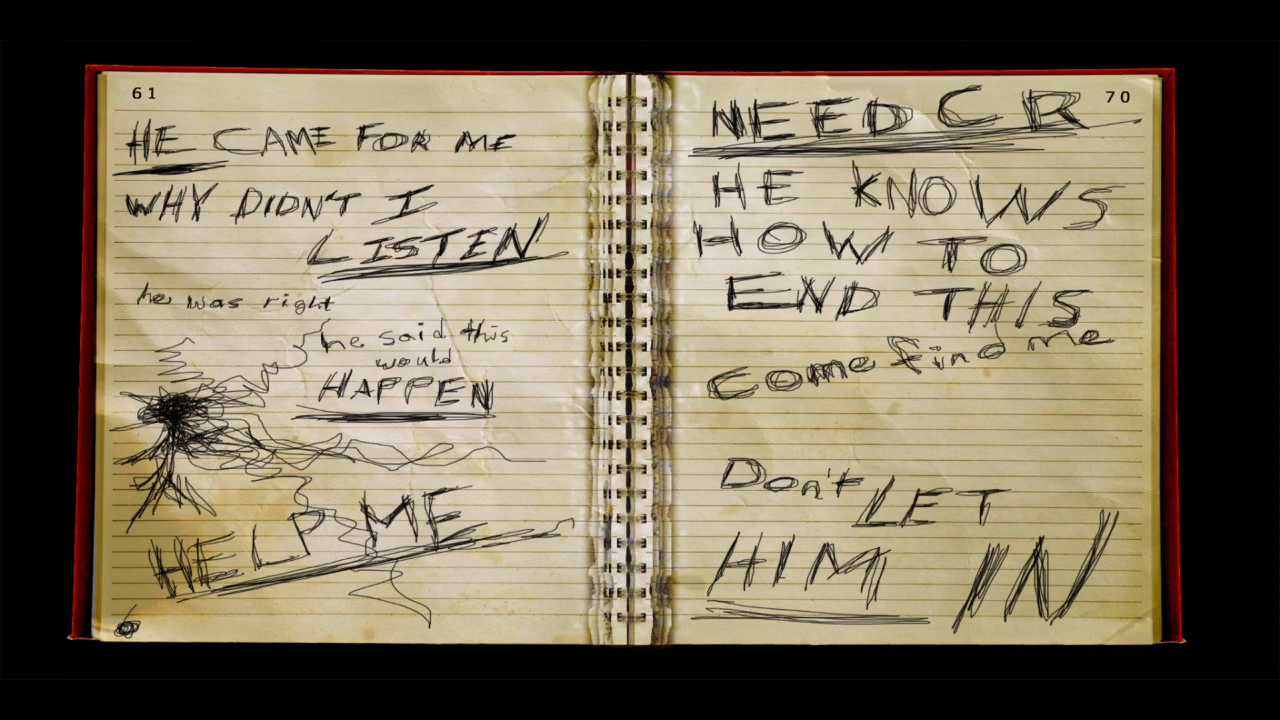 61
HE CAME FOR ME
WHY DIDN'T I
LISTEN
he was right
he said this
would
HAPPEN
HELP ME
70
NEED CR
HE KNOWS
HOW TO
END THIS
come find me
Don't LET
HIM IN